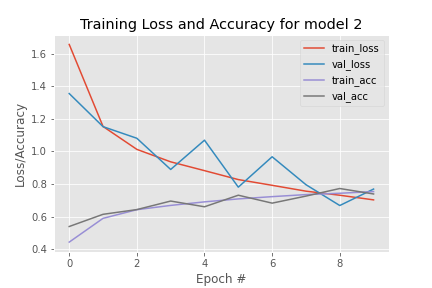 Training Loss and Accuracy for model 2
Loss/Accuracy
1.6
1.4
1.2
1.0
0.8
0.6
0.4
train_loss
val_loss
train_acc
val_acc
0
2
4
6
8
Epoch #